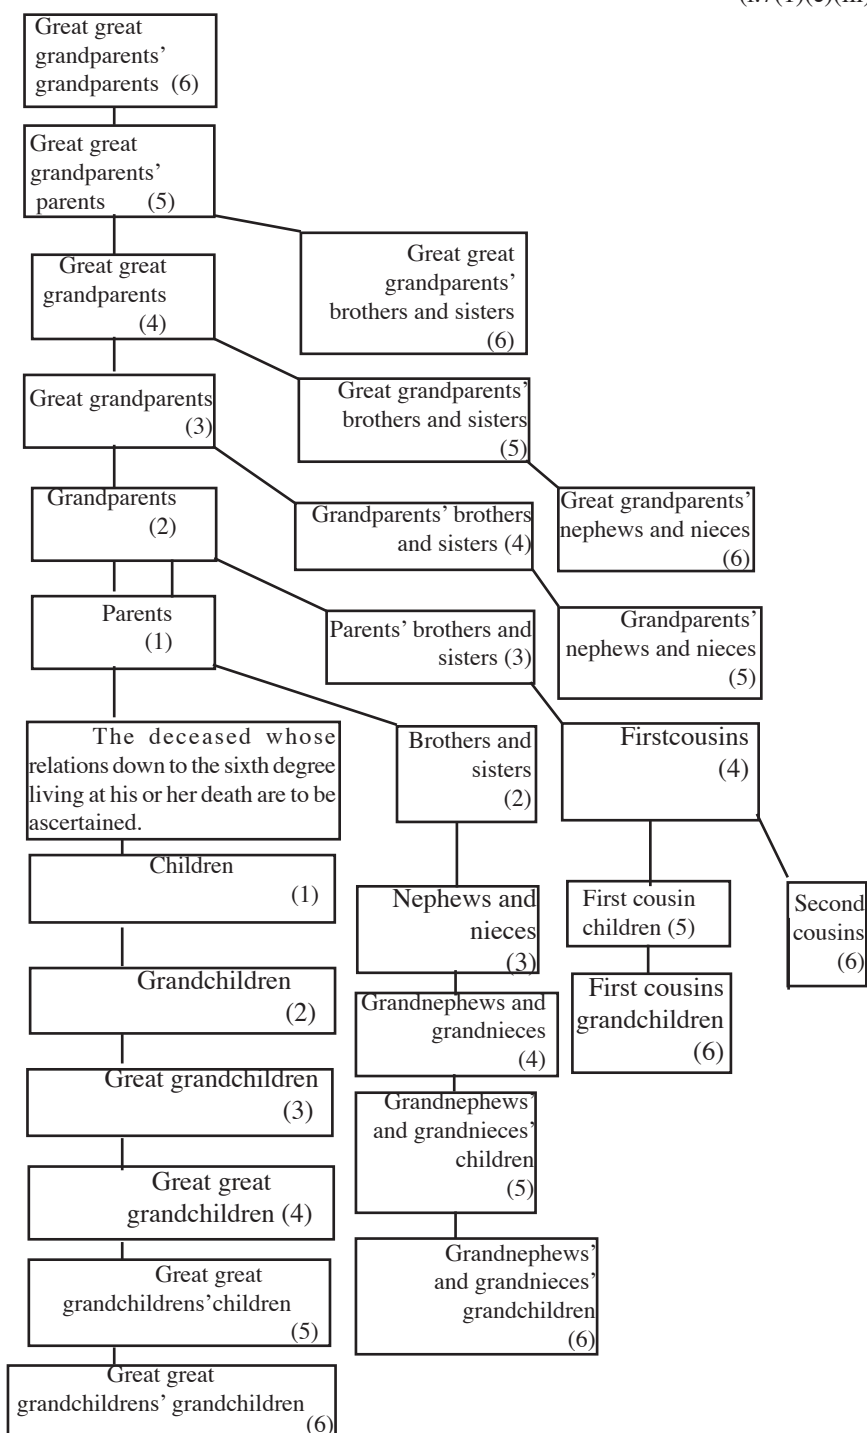 Great great
grandparents’
grandparents (6)
Great great
grandparents’
parents (5)
Great great
grandparents’
brothers and sisters
(6)
Great great
grandparents
(4)
Great grandparents
(3)
Great grandparents’
brothers and sisters
(5)
Grandparents
(2)
Grandparents’ brothers
and sisters (4)
Great grandparents’
nephews and nieces
(6)
Parents
(1)
Parents’ brothers and
sisters (3)
Grandparents’
nephews and nieces
(5)
The deceased whose
relations down to the sixth degree
living at his or her death are to be
ascertained.
Brothers and
sisters
(2)
Firstcousins
(4)
Children
(1)
Nephews and
nieces
(3)
First cousin
children (5)
Second
cousins
(6)
Grandchildren
(2)
Grandnephews and
grandnieces
(4)
First cousins
grandchildren
(6)
Great grandchildren
(3)
Grandnephews’
and grandnieces’
children
(5)
Great great
grandchildren (4)
Great great
grandchildrens’children
(5)
Grandnephews’
and grandnieces’
grandchildren
(6)
Great great
grandchildrens’ grandchildren
(6)